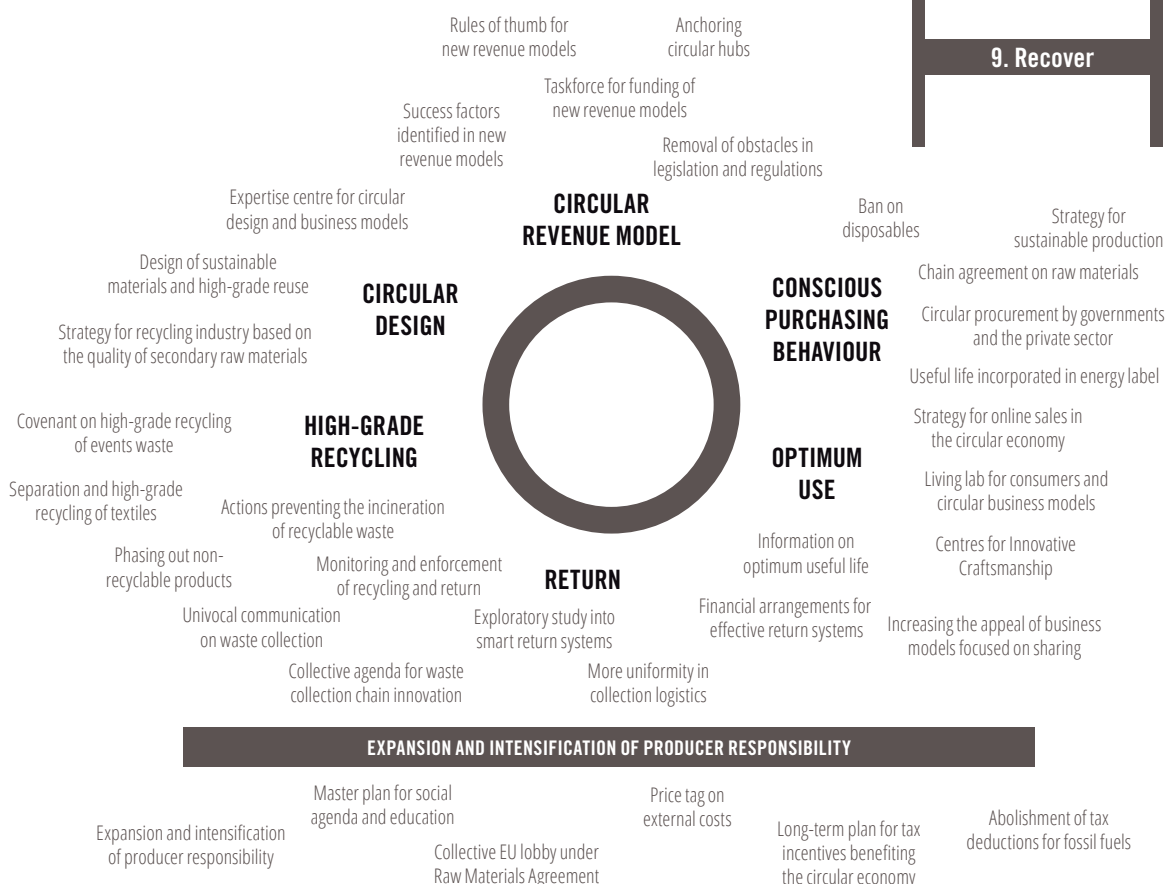 Rules of thumb for
new revenue models
Anchoring
circular hubs
9. Recover
Taskforce for funding of
new revenue models
Success factors
identified in new
revenue models
Removal of obstacles in
legislation and regulations
Expertise centre for circular
design and business models
CIRCULAR
REVENUE MODEL
Ban on
disposables
Strategy for
sustainable production
Design of sustainable
materials and high-grade reuse
CIRCULAR
DESIGN
CONSCIOUS
PURCHASING
BEHAVIOUR
Chain agreement on raw materials
Circular procurement by governments
and the private sector
Strategy for recycling industry based on
the quality of secondary raw materials
Useful life incorporated in energy label
Covenant on high-grade recycling
of events waste
HIGH-GRADE
RECYCLING
Strategy for online sales in
the circular economy
OPTIMUM
USE
Living lab for consumers and
circular business models
Separation and high-grade
recycling of textiles
Actions preventing the incineration
of recyclable waste
Information on
optimum useful life
Centres for Innovative
Craftsmanship
Phasing out non-
recyclable products
Monitoring and enforcement
of recycling and return
RETURN
Univocal communication
on waste collection
Exploratory study into
smart return systems
Financial arrangements for
effective return systems
Increasing the appeal of business
models focused on sharing
Collective agenda for waste
collection chain innovation
More uniformity in
collection logistics
EXPANSION AND INTENSIFICATION OF PRODUCER RESPONSIBILITY
Master plan for social
agenda and education
Price tag on
external costs
Expansion and intensification
of producer responsibility
Collective EU lobby under
Raw Materials Agreement
Long-term plan for tax
incentives benefiting
the circular economy
Abolishment of tax
deductions for fossil fuels